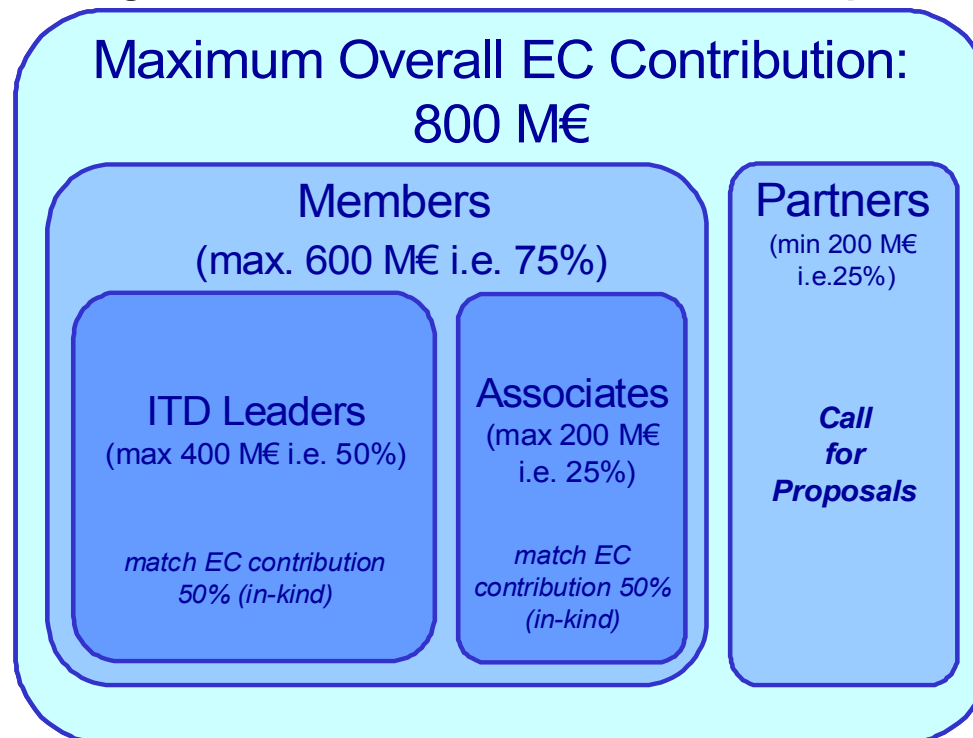 Maximum Overall EC Contribution:
800 M€
Members
(max. 600 M€ i.e. 75%)
ITD Leaders
(max 400 M€ i.e. 50%)
match EC contribution
50% (in-kind)
Associates
(max 200 M€
i.e. 25%)
match EC
contribution 50%
(in-kind)
Partners
(min 200 M€
i.e.25%)
Call
for
Proposals